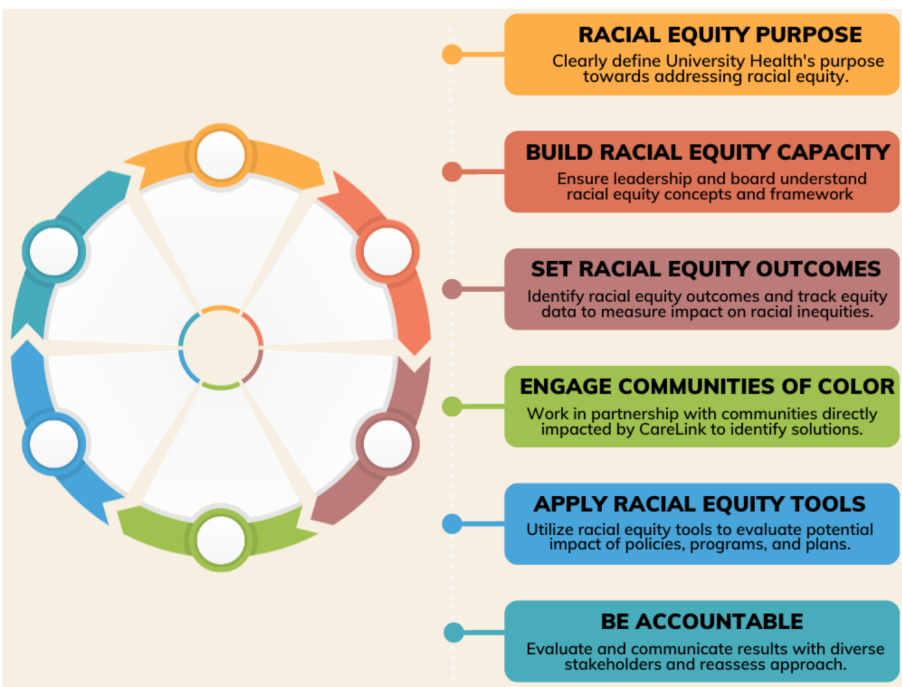 RACIAL EQUITY PURPOSE
Clearly define University Health's purpose
towards addressing racial equity.
BUILD RACIAL EQUITY CAPACITY
Ensure leadership and board understand
racial equity concepts and framework
SET RACIAL EQUITY OUTCOMES
Identify racial equity outcomes and track equity
data to measure impact on racial inequities.
ENGAGE COMMUNITIES OF COLOR
Work in partnership with communities directly
impacted by CareLink to identify solutions.
APPLY RACIAL EQUITY TOOLS
Utilize racial equity tools to evaluate potential
impact of policies, programs, and plans.
BE ACCOUNTABLE
Evaluate and communicate results with diverse
stakeholders and reassess approach.